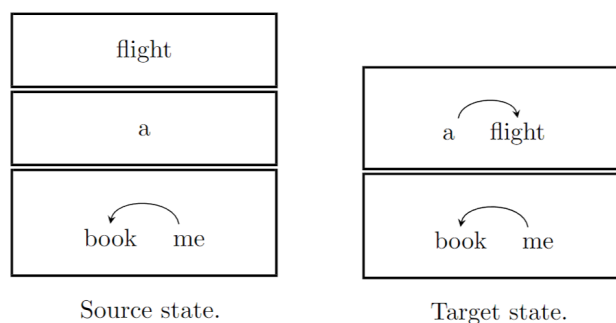 flight
a
book me
Source state.
a flight
book me
Target state.